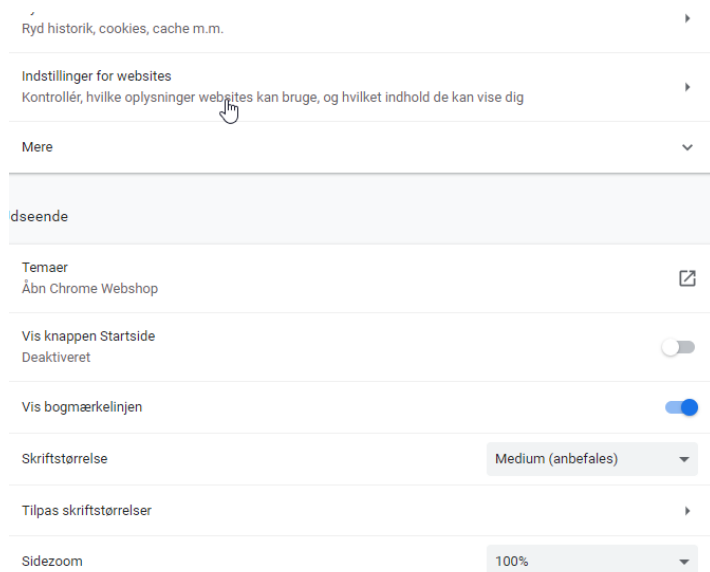 Ryd historik, cookies, cache m.m.
Indstillinger for websites
Kontrollér, hvilke oplysninger websites kan bruge, og hvilket indhold de kan vise dig
Mere
dseende
Temaer
Åbn Chrome Webshop
Vis knappen Startside
Deaktiveret
Vis bogmærkelinjen
Skriftstørrelse
Medium (anbefales)
Tilpas skriftstørrelser
Sidezoom
100%